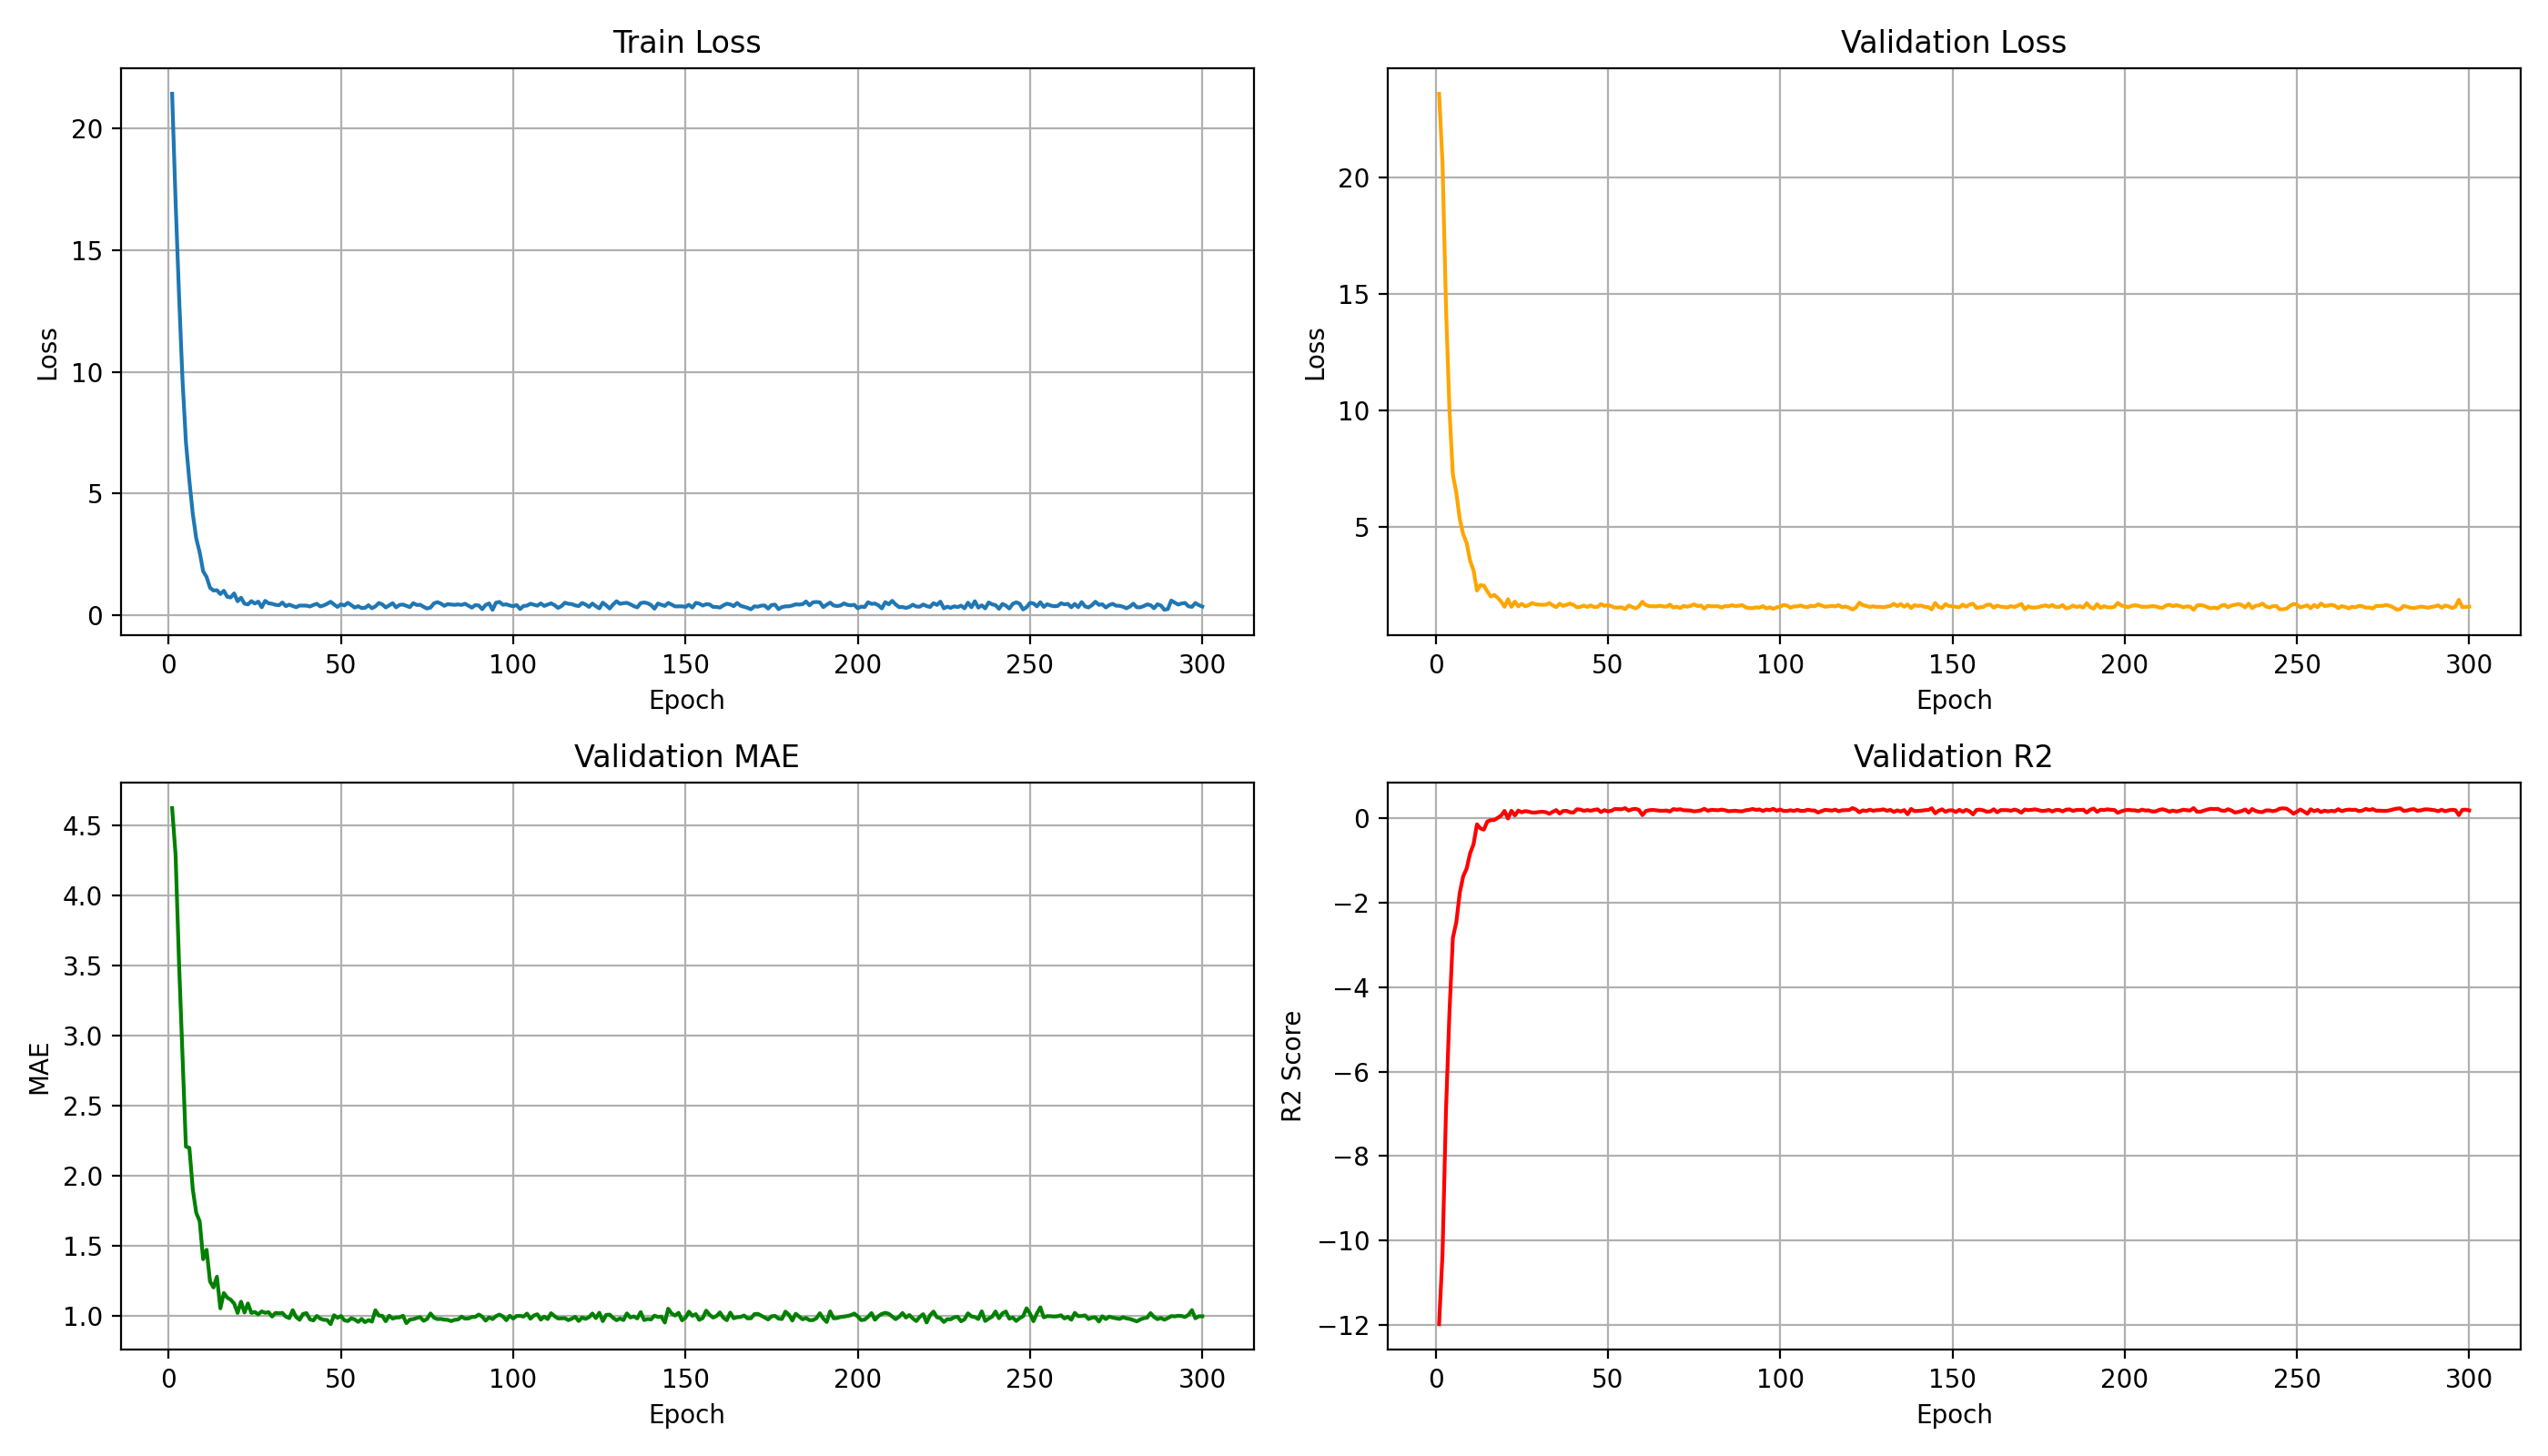 Train Loss
Loss
20
15
10
5
0
0 50 100 150 200 250 300
Epoch
Validation Loss
Loss
20
15
10
5
0 50 100 150 200 250 300
Epoch
Validation MAE
MAE
4.5
4.0
3.5
3.0
2.5
2.0
1.5
1.0
0 50 100 150 200 250 300
Epoch
Validation R2
R2 Score
0
−2
−4
−6
−8
−10
−12
0 50 100 150 200 250 300
Epoch